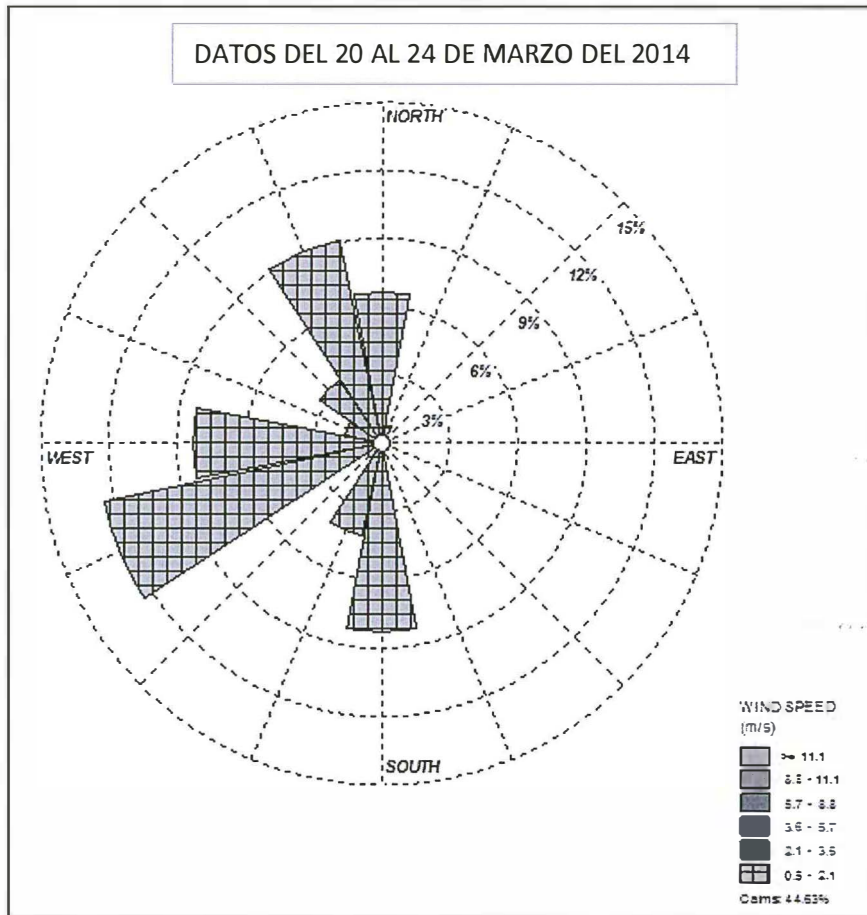 DATOS DEL 20 AL 24 DE MARZO DEL 2014
NORTH
15%
12%
9%
6%
3%
WEST
EAST
SOUTH
WIND SPEED
(m/s)
>= 11.1
8.8 - 11.1
5.7 - 8.8
3.6 - 5.7
2.1 - 3.6
0.5 - 2.1
Calms: 44.63%